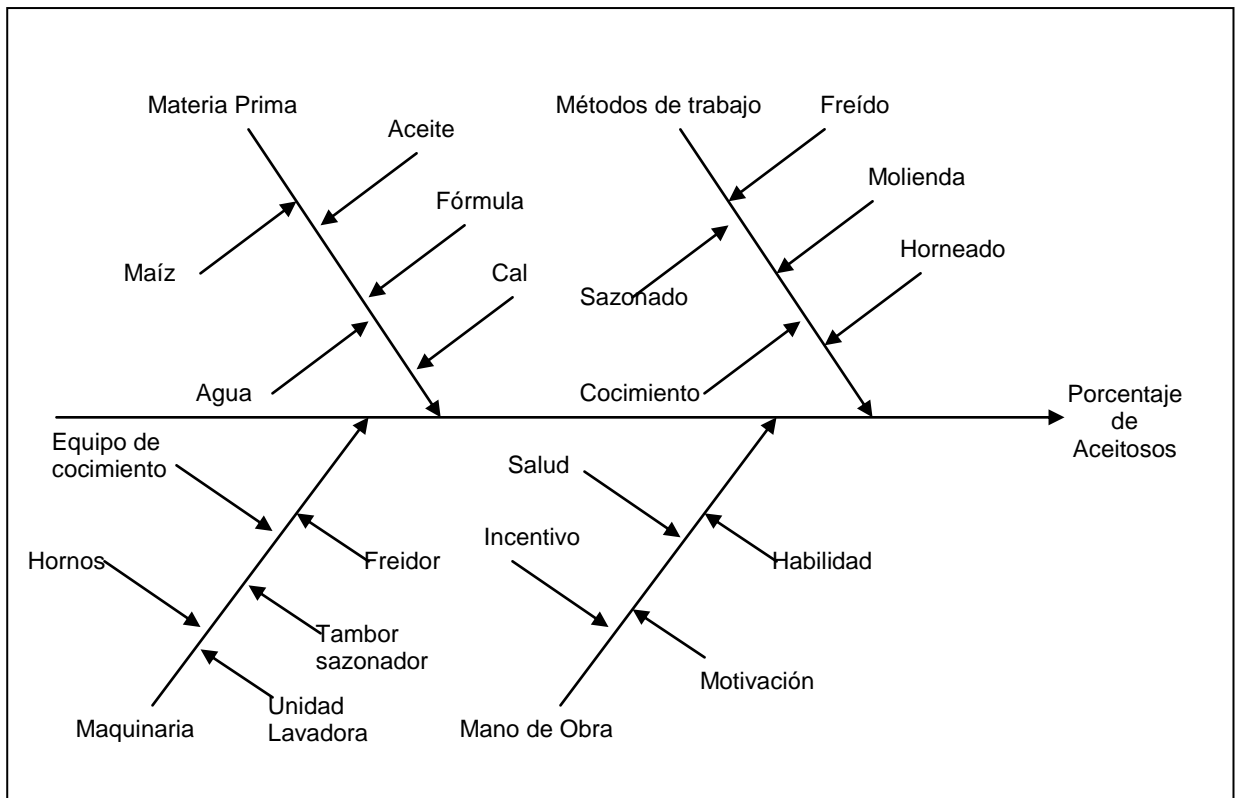 Materia Prima
Aceite
Fórmula
Cal
Maíz
Agua
Métodos de trabajo
Freído
Molienda
Horneado
Sazonado
Cocimiento
Porcentaje
de
Aceitosos
Equipo de
cocimiento
Hornos
Freidor
Tambor
sazonador
Unidad
Lavadora
Maquinaria
Salud
Incentivo
Habilidad
Motivación
Mano de Obra